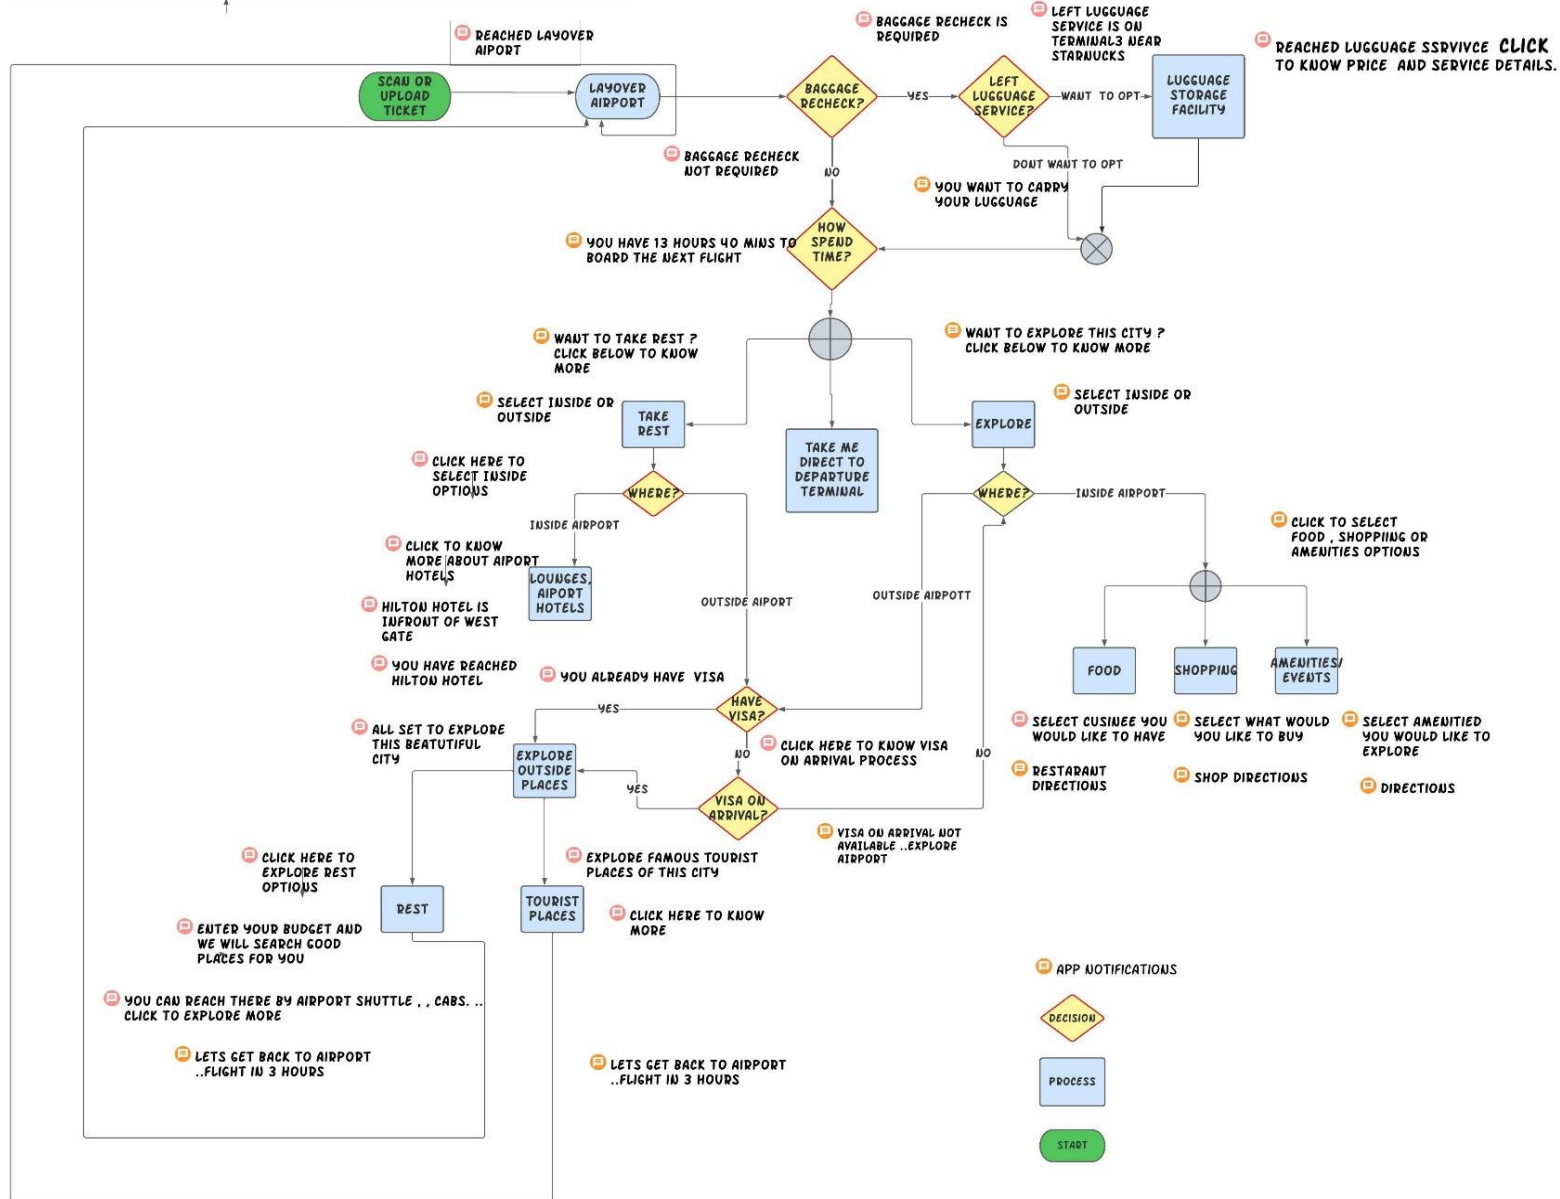 REACHED LAYOVER
AIPORT
BAGGAGE RECHECK IS
REQUIRED
LEFT LUGGUAGE
SERVICE IS ON
TERMINAL3 NEAR
STARNUCKS
REACHED LUGGUAGE SSRVIVCE CLICK
TO KNOW PRICE AND SERVICE DETAILS.
SCAN OR
UPLOAD
TICKET
LAYOVER
AIRPORT
BAGGAGE
RECHECK?
YES
LEFT
LUGGUAGE
SERVICE?
WANT TO OPT
LUGGUAGE
STORAGE
FACILITY
BAGGAGE RECHECK
NOT REQUIRED
NO
DONT WANT TO OPT
YOU WANT TO CARRY
YOUR LUGGUAGE
YOU HAVE 13 HOURS 40 MINS TO
BOARD THE NEXT FLIGHT
HOW
SPEND
TIME?
WANT TO TAKE REST ?
CLICK BELOW TO KNOW
MORE
WANT TO EXPLORE THIS CITY ?
CLICK BELOW TO KNOW MORE
SELECT INSIDE OR
OUTSIDE
TAKE
REST
TAKE ME
DIRECT TO
DEPARTURE
TERMINAL
EXPLORE
SELECT INSIDE OR
OUTSIDE
CLICK HERE TO
SELECT INSIDE
OPTIONS
WHERE?
WHERE?
INSIDE AIRPORT
INSIDE AIRPORT
CLICK TO SELECT
FOOD , SHOPPIING OR
AMENITIES OPTIONS
CLICK TO KNOW
MORE ABOUT AIPORT
HOTELS
LOUNGES,
AIPORT
HOTELS
OUTSIDE AIPORT
OUTSIDE AIRPOTT
HILTON HOTEL IS
INFRONT OF WEST
GATE
YOU HAVE REACHED
HILTON HOTEL
FOOD
SHOPPING
AMENITIES/
EVENTS
YOU ALREADY HAVE VISA
HAVE
VISA?
YES
NO
SELECT CUSINEE YOU
WOULD LIKE TO HAVE
SELECT WHAT WOULD
YOU LIKE TO BUY
SELECT AMENITIED
YOU WOULD LIKE TO
EXPLORE
ALL SET TO EXPLORE
THIS BEATUTIFUL
CITY
CLICK HERE TO KNOW VISA
ON ARRIVAL PROCESS
NO
RESTARANT
DIRECTIONS
SHOP DIRECTIONS
DIRECTIONS
EXPLORE
OUTSIDE
PLACES
YES
VISA ON
ARRIVAL?
VISA ON ARRIVAL NOT
AVAILABLE ..EXPLORE
AIRPORT
CLICK HERE TO
EXPLORE REST
OPTIONS
EXPLORE FAMOUS TOURIST
PLACES OF THIS CITY
REST
TOURIST
PLACES
CLICK HERE TO KNOW
MORE
ENTER YOUR BUDGET AND
WE WILL SEARCH GOOD
PLACES FOR YOU
YOU CAN REACH THERE BY AIRPORT SHUTTLE , , CABS. ..
CLICK TO EXPLORE MORE
LETS GET BACK TO AIRPORT
..FLIGHT IN 3 HOURS
LETS GET BACK TO AIRPORT
..FLIGHT IN 3 HOURS
APP NOTIFICATIONS
DECISION
PROCESS
START